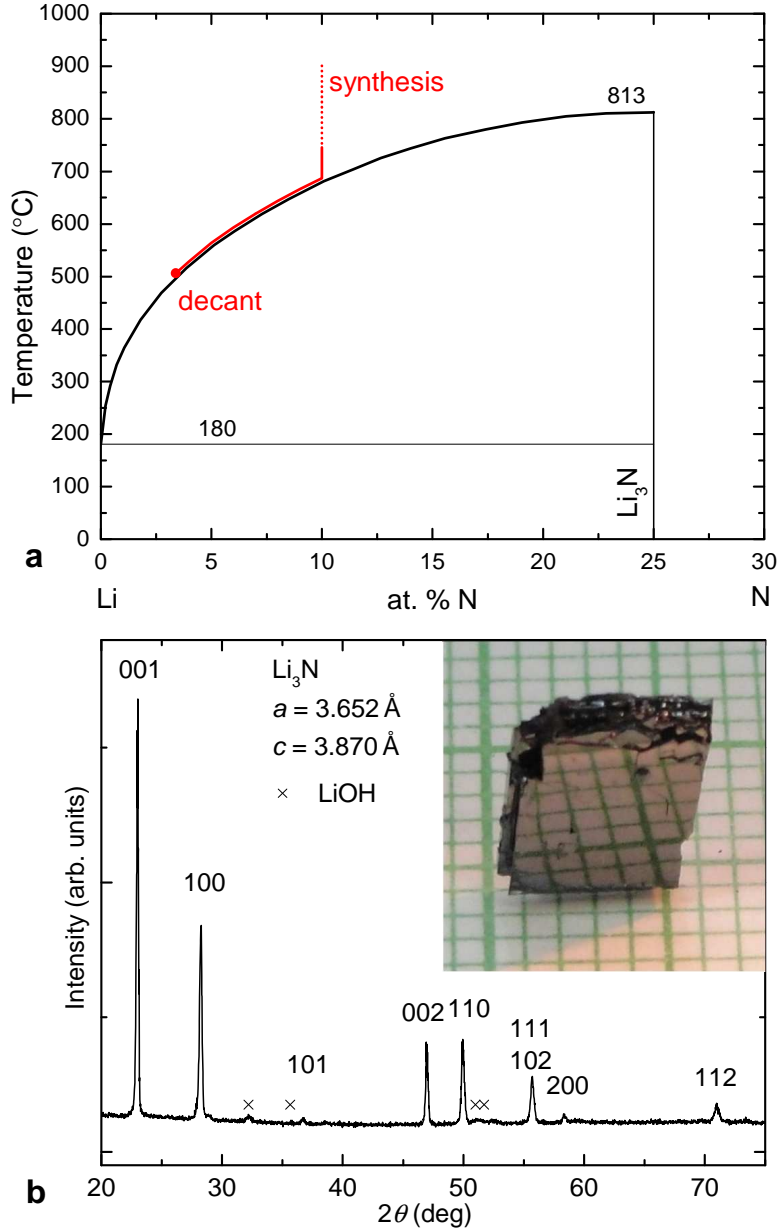 1000
900
800
700
600
500
400
300
200
100
0
Temperature (°C)
synthesis
decant
813
180
Li₃N
0 5 10 15 20 25 30
Li at. % N N
a
001
100
101
002
110
111
102
200
112
Li₃N
a = 3.652 Å
c = 3.870 Å
× LiOH
Intensity (arb. units)
20 30 40 50 60 70
2θ (deg)
b